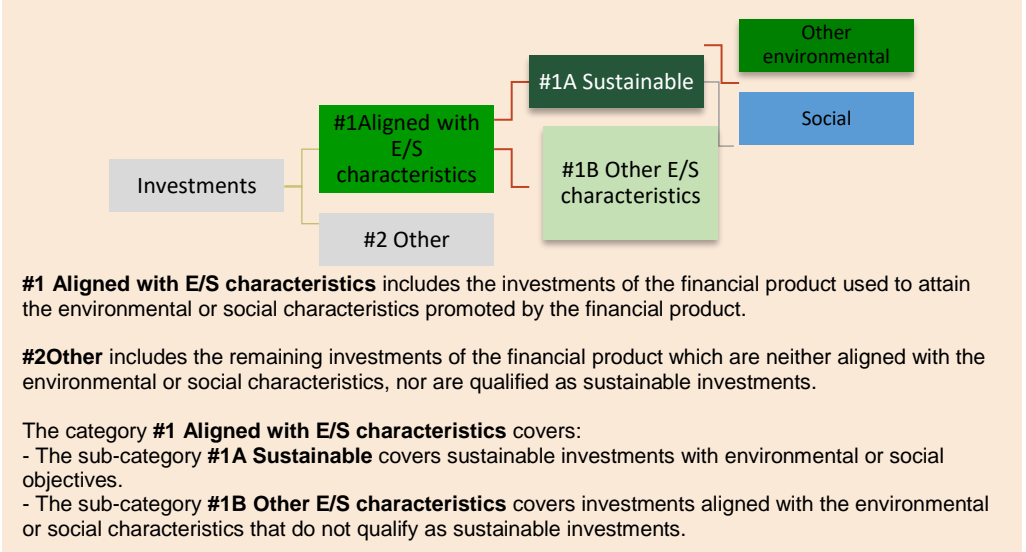 Other
environmental
#1A Sustainable
Social
#1Aligned with
E/S
characteristics
#1B Other E/S
characteristics
Investments
#2 Other
#1 Aligned with E/S characteristics includes the investments of the financial product used to attain
the environmental or social characteristics promoted by the financial product.
#2Other includes the remaining investments of the financial product which are neither aligned with the
environmental or social characteristics, nor are qualified as sustainable investments.
The category #1 Aligned with E/S characteristics covers:
- The sub-category #1A Sustainable covers sustainable investments with environmental or social
objectives.
- The sub-category #1B Other E/S characteristics covers investments aligned with the environmental
or social characteristics that do not qualify as sustainable investments.